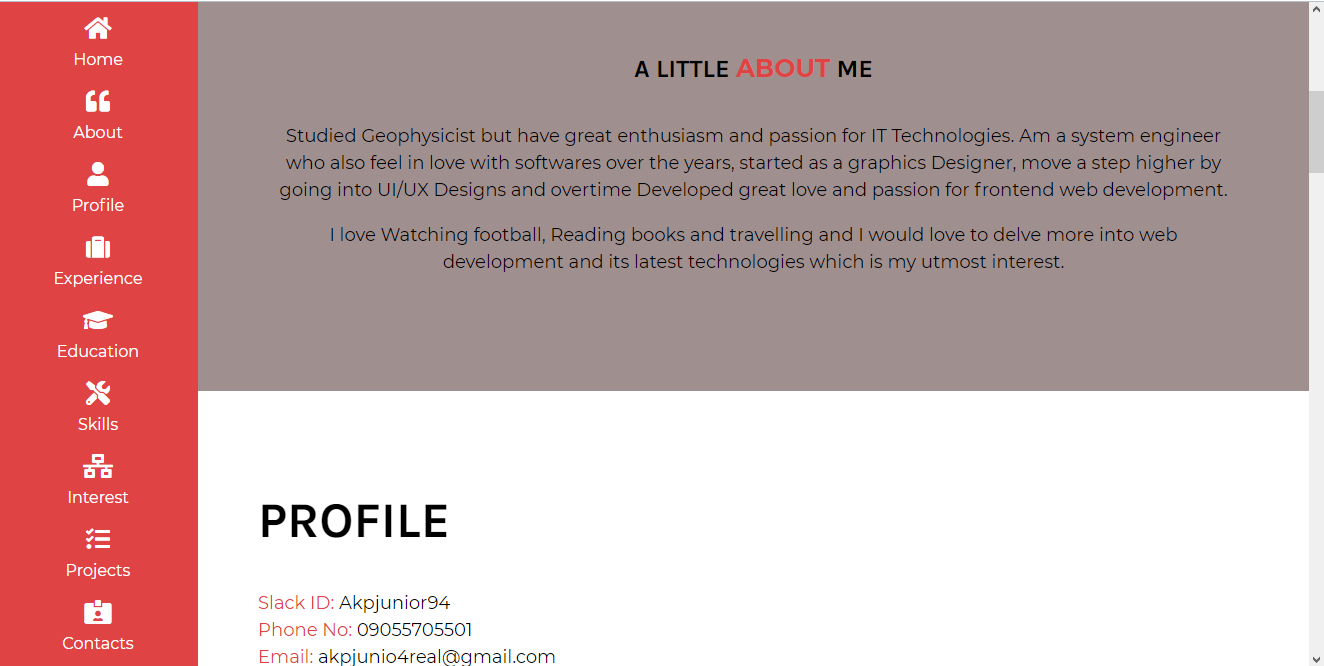 Home
About
Profile
Experience
Education
Skills
Interest
Projects
Contacts
A LITTLE ABOUT ME
Studied Geophysicist but have great enthusiasm and passion for IT Technologies. Am a system engineer
who also feel in love with softwares over the years, started as a graphics Designer, move a step higher by
going into UI/UX Designs and overtime Developed great love and passion for frontend web development.
I love Watching football, Reading books and travelling and I would love to delve more into web
development and its latest technologies which is my utmost interest.
PROFILE
Slack ID: Akpjunior94
Phone No: 09055705501
Email: akpjunio4real@gmail.com